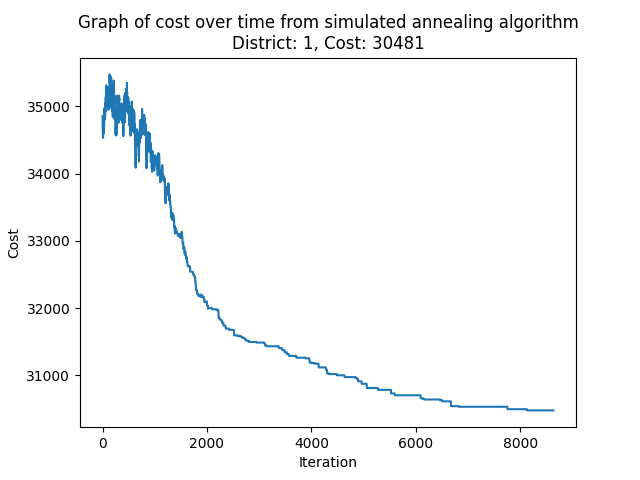 Graph of cost over time from simulated annealing algorithm
District: 1, Cost: 30481
35000
34000
33000
32000
31000
Cost
0 2000 4000 6000 8000
Iteration